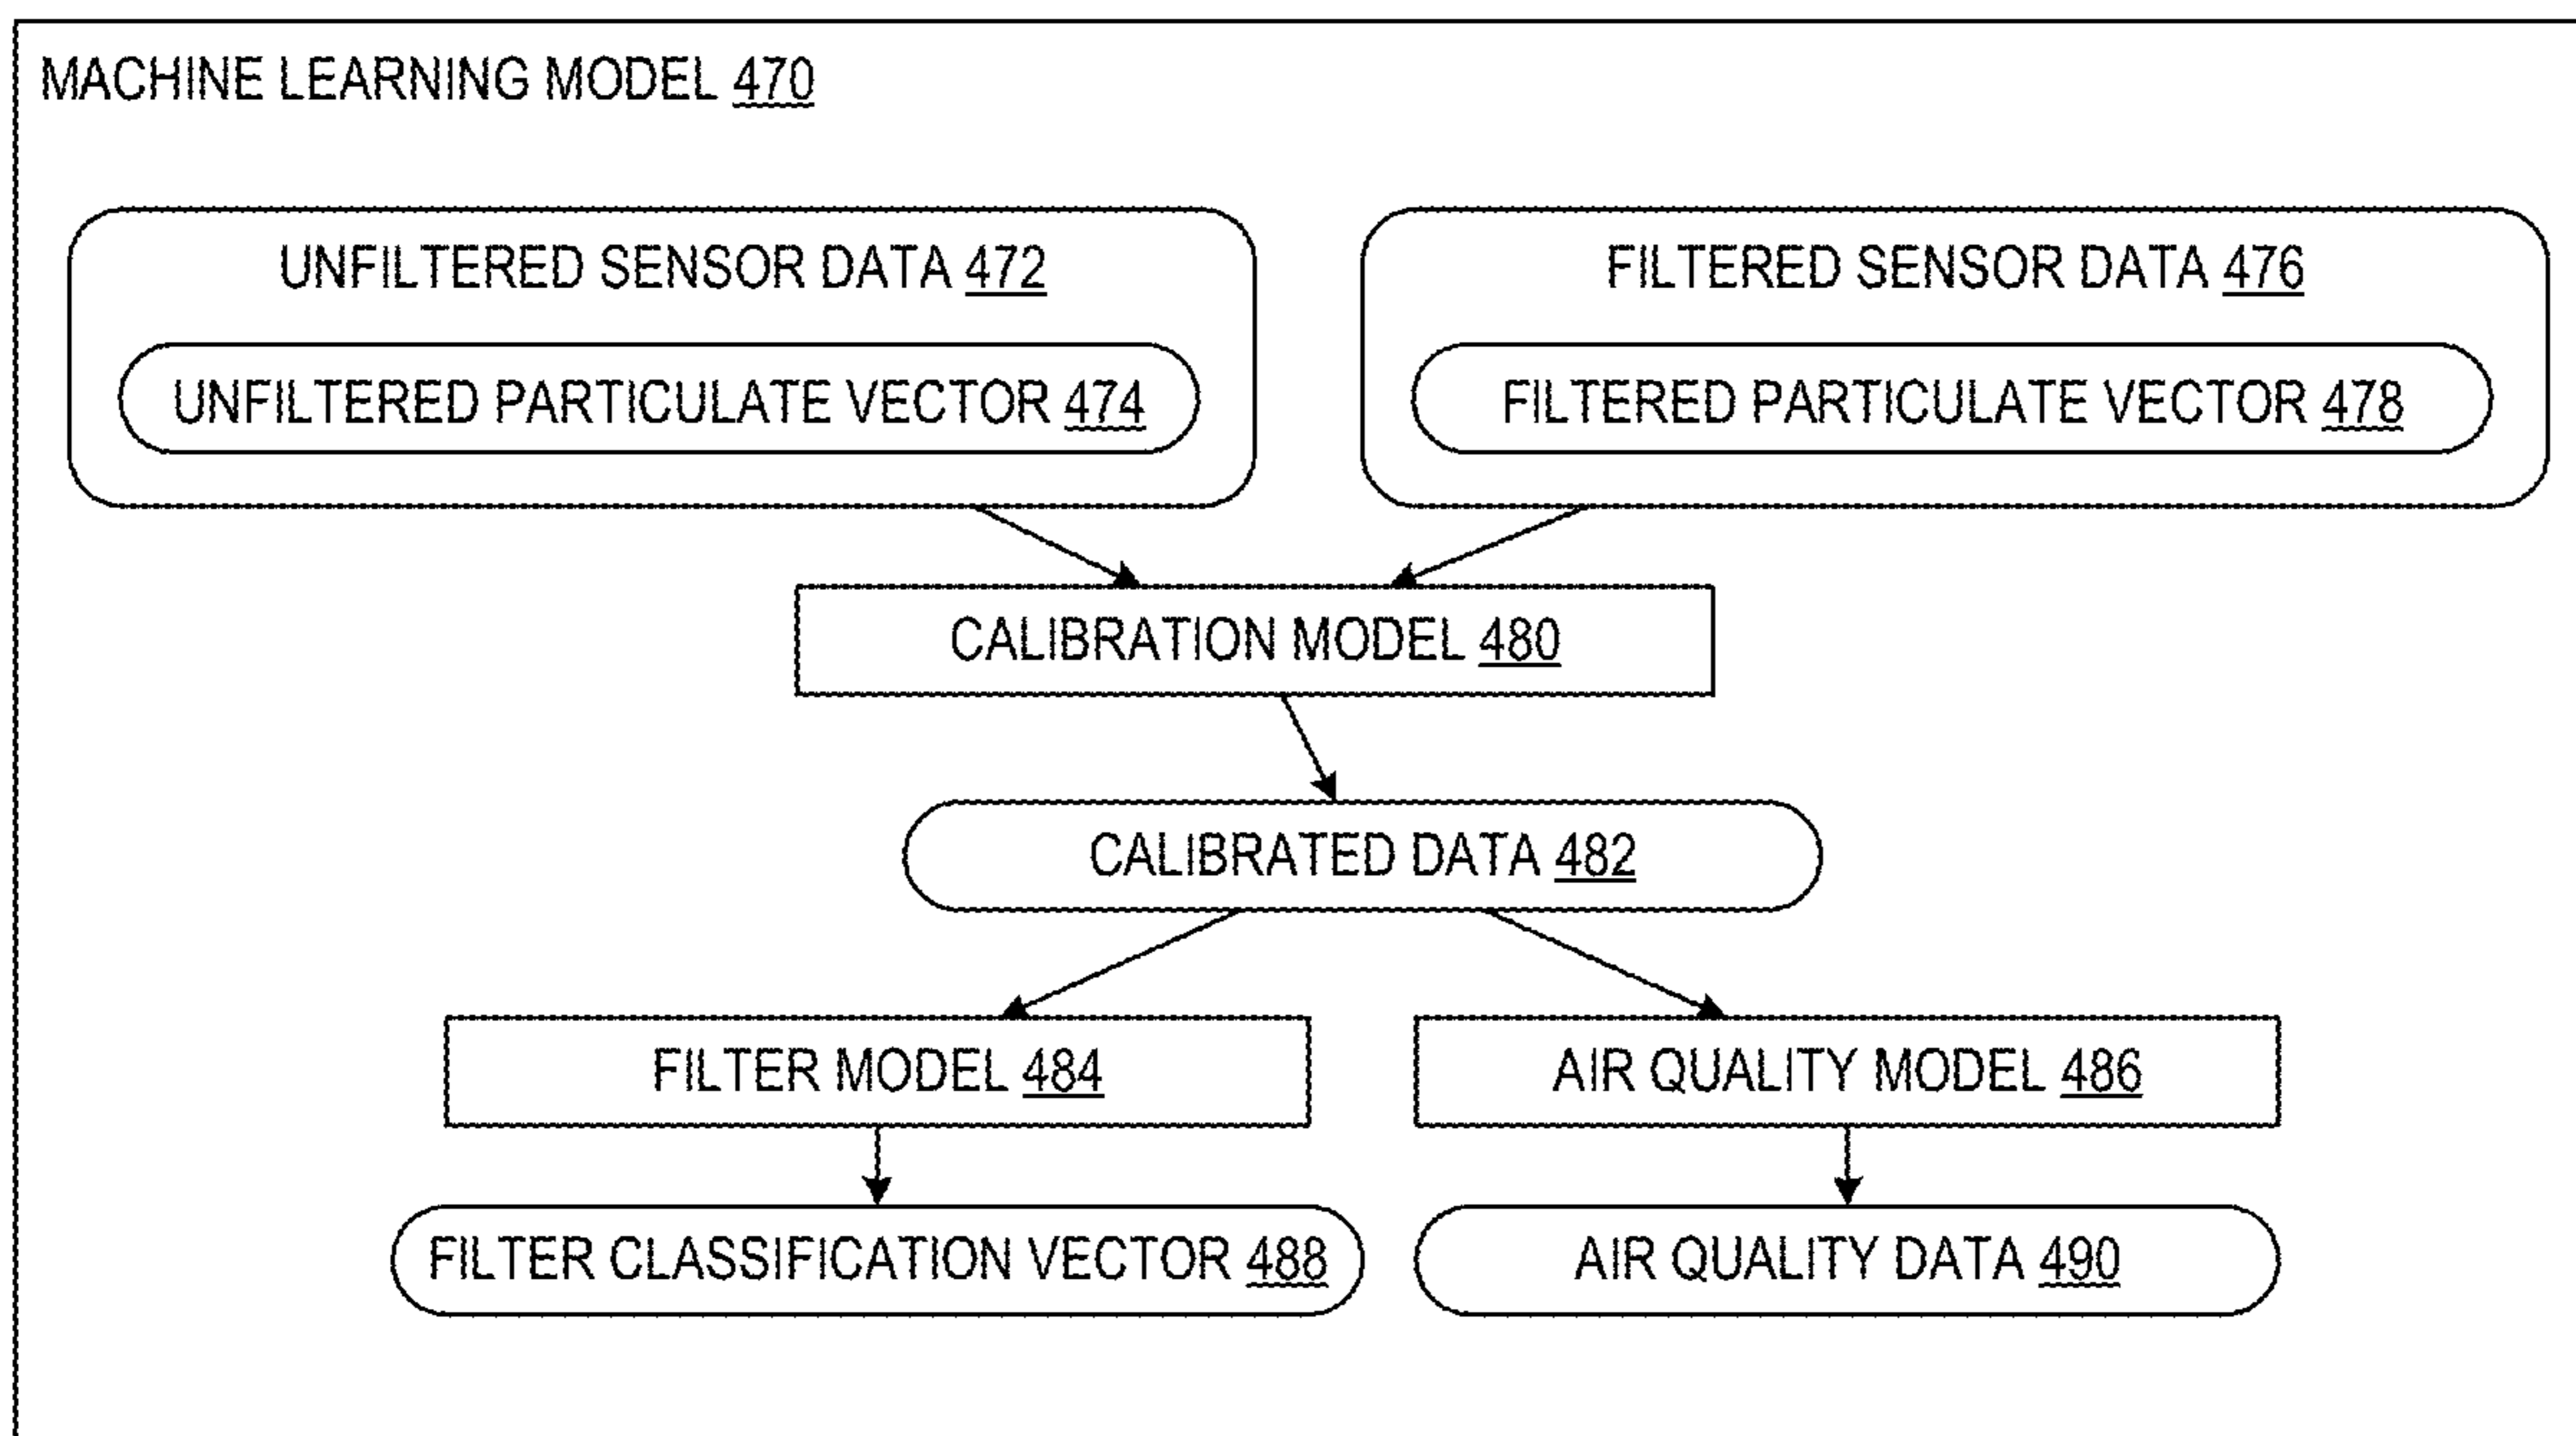 MACHINE LEARNING MODEL 470
UNFILTERED SENSOR DATA 472
FILTERED SENSOR DATA 476
UNFILTERED PARTICULATE VECTOR 474
FILTERED PARTICULATE VECTOR 478
CALIBRATION MODEL 480
CALIBRATED DATA 482
FILTER MODEL 484
AIR QUALITY MODEL 486
FILTER CLASSIFICATION VECTOR 488
AIR QUALITY DATA 490